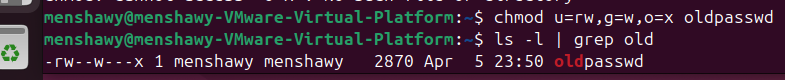 menshawy@menshawy-VMware-Virtual-Platform:~$ chmod u=rw,g=w,o=x oldpasswd
menshawy@menshawy-VMware-Virtual-Platform:~$ ls -l | grep old
-rw--w---x 1 menshawy menshawy   2870 Apr  5 23:50 oldpasswd